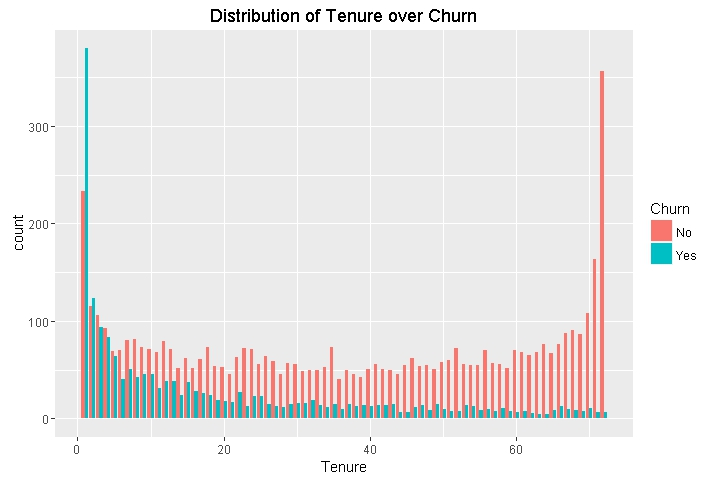 Distribution of Tenure over Churn
300
200
100
0
count
0 20 40 60
Tenure
Churn
No
Yes